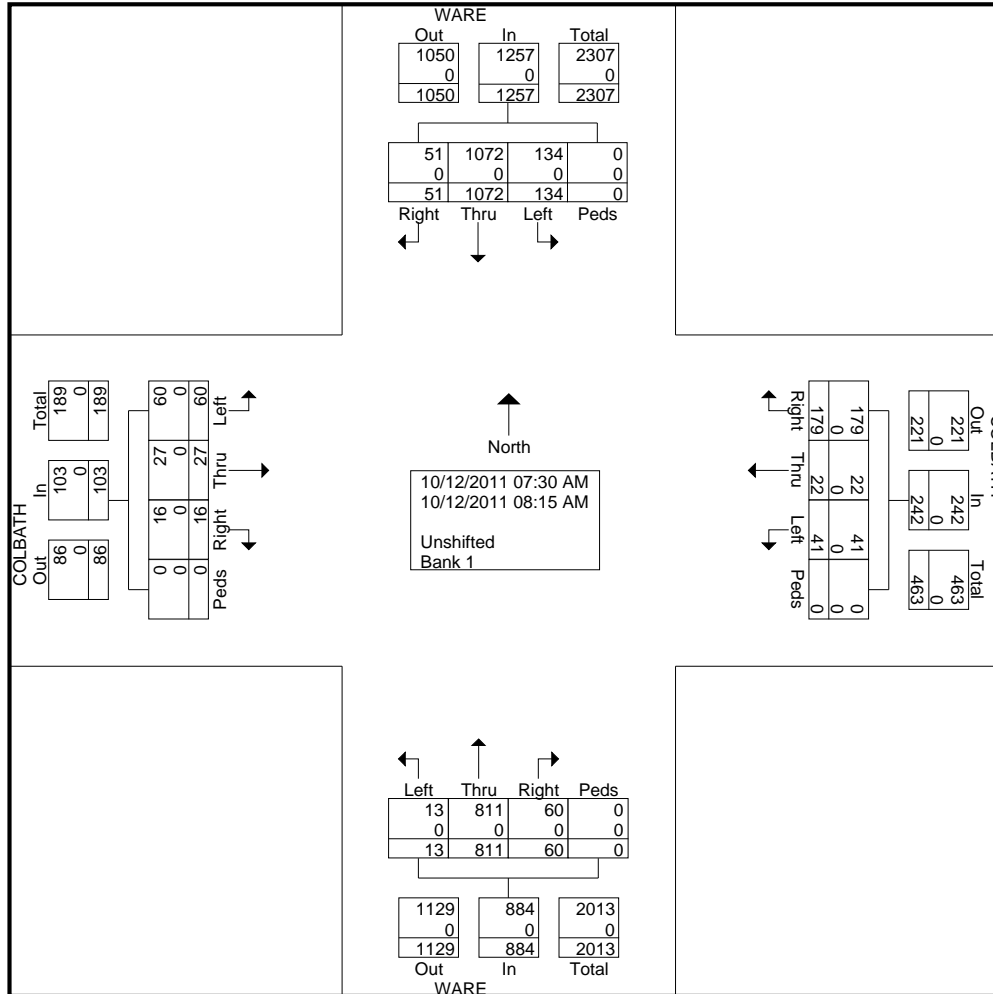 WARE
Out In Total
1050 1257 2307
0 0 0
1050 1257 2307
51 1072 134 0
0 0 0 0
51 1072 134 0
Right Thru Left Peds
COLBATH
Total In Out
189 103 86
0 0 0
189 103 86
60 27 16 0
0 0 0 0
60 27 16 0
Left Thru Right Peds
North
10/12/2011 07:30 AM
10/12/2011 08:15 AM
Unshifted
Bank 1
Right Thru Left Peds
179 22 41 0
0 0 0 0
179 22 41 0
221 242 463
0 0 0
221 242 463
Out In Total
Left Thru Right Peds
13 811 60 0
0 0 0 0
13 811 60 0
1129 884 2013
0 0 0
1129 884 2013
Out In Total
WARE